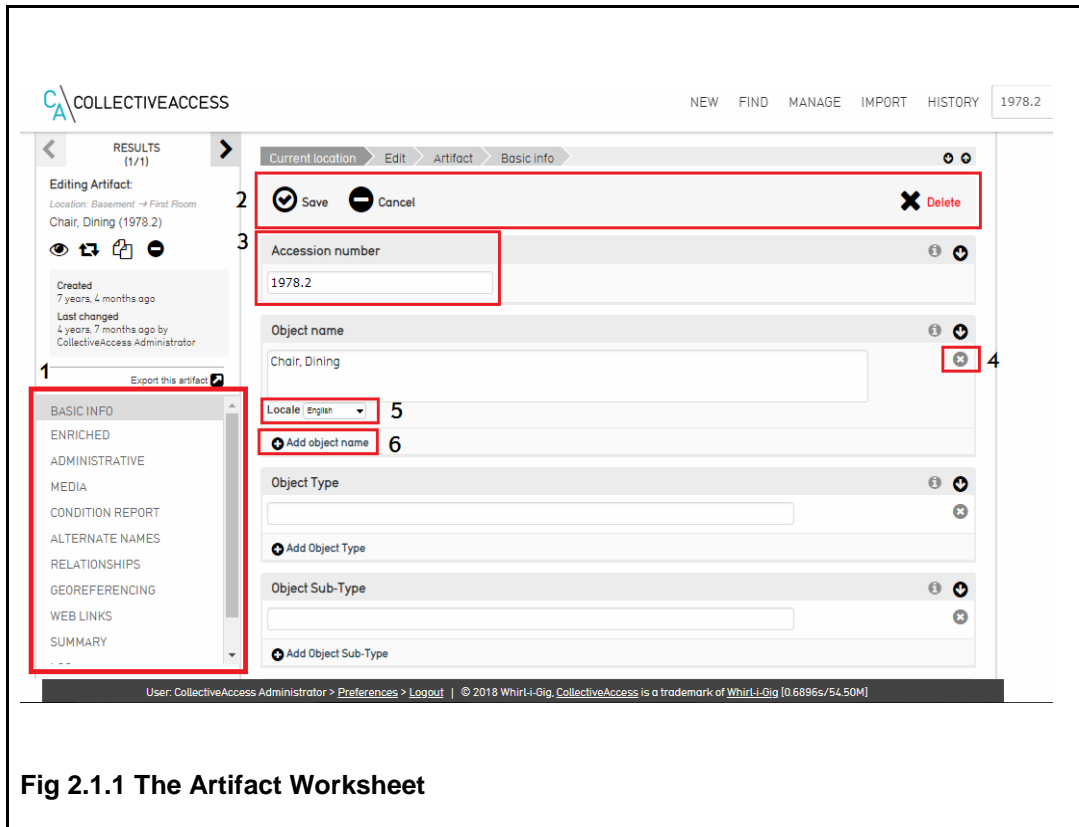 CA COLLECTIVEACCESS
NEW FIND MANAGE IMPORT HISTORY 1978.2
RESULTS
(1/1)
Editing Artifact:
Location: Basement → First Room
Chair, Dining (1978.2)
Created
7 years, 4 months ago
Last changed
4 years, 7 months ago by
CollectiveAccess Administrator
1
Export this artifact
BASIC INFO
ENRICHED
ADMINISTRATIVE
MEDIA
CONDITION REPORT
ALTERNATE NAMES
RELATIONSHIPS
GEOREFERENCING
WEB LINKS
SUMMARY
Current location Edit Artifact Basic info
2 Save Cancel Delete
3 Accession number
1978.2
Object name
Chair, Dining
4
Locale English 5
Add object name 6
Object Type
Add Object Type
Object Sub-Type
Add Object Sub-Type
User: CollectiveAccess Administrator > Preferences > Logout | © 2018 Whirl-i-Gig, CollectiveAccess is a trademark of Whirl-i-Gig [0.6896s/54.50M]
Fig 2.1.1 The Artifact Worksheet